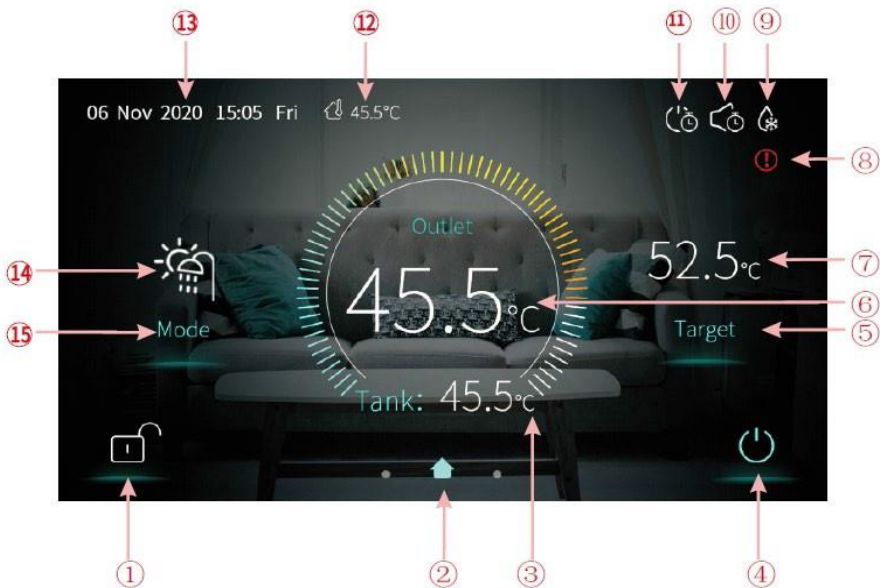 ⑬ ⑫ ⑪ ⑩ ⑨
06 Nov 2020 15:05 Fri 45.5°C
⑧
Outlet
⑭ 52.5°C ⑦
45.5°C ⑥
⑮ Mode Target ⑤
Tank: 45.5°C
① ② ③ ④